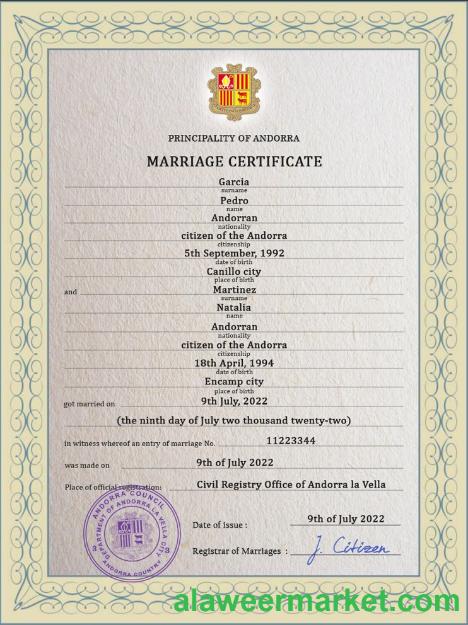 PRINCIPALITY OF ANDORRA
MARRIAGE CERTIFICATE
Garcia
surname
Pedro
name
Andorran
nationality
citizen of the Andorra
citizenship
5th September, 1992
date of birth
Canillo city
place of birth
and
Martinez
surname
Natalia
name
Andorran
nationality
citizen of the Andorra
citizenship
18th April, 1994
date of birth
Encamp city
place of birth
got married on 9th July, 2022
(the ninth day of July two thousand twenty-two)
in witness whereof an entry of marriage No. 11223344
was made on 9th of July 2022
Place of official registration: Civil Registry Office of Andorra la Vella
ANDORRA COUNCIL
DEPARTMENT OF ANDORRA LA VELLA CITY
ANDORRA COUNTRY
Date of Issue : 9th of July 2022
Registrar of Marriages : J. Citizen
alaweermarket.com